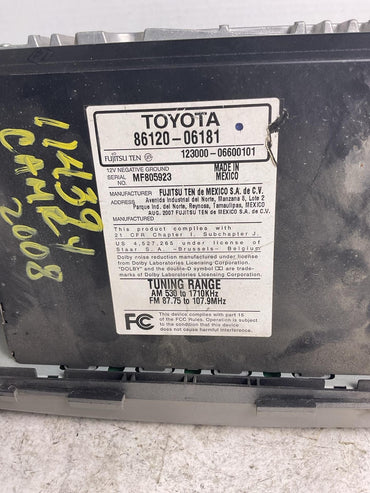 TOYOTA
86120-06181
FUJITSU TEN
123000-06600101
12V NEGATIVE GROUND
SERIAL NO. MF805923
MADE IN MEXICO
MANUFACTURER FUJITSU TEN de MEXICO S.A. de C.V.
ADDRESS Avenida Industrial del Norte, Manzana 8, Lote 2
Parque Ind. del Norte, Reynosa, Tamaulipas, MEXICO
MANUFACTURED AUG. 2007 FUJITSU TEN de MEXICO S.A. de C.V.
This product complies with
21 CFR, Chapter I, Subchapter J.
US 4,527,265 under license of
Staar S.A. -Brussels- Belgium
Dolby noise reduction manufactured under license
from Dolby Laboratories Licensing Corporation.
"DOLBY" and the double-D symbol are trade-
marks of Dolby Laboratories Licensing Corporation.
TUNING RANGE
AM 530 to 1710KHz
FM 87.75 to 107.9MHz
FC
This device complies with part 15
of the FCC Rules. Operation is
subject to the condition that this
device does not cause harmful interference.
CAMRY
2008